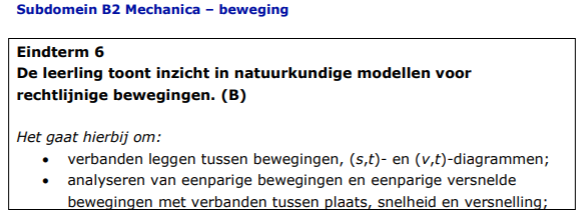 Subdomein B2 Mechanica – beweging
Eindterm 6
De leerling toont inzicht in natuurkundige modellen voor
rechtlijnige bewegingen. (B)
Het gaat hierbij om:
• verbanden leggen tussen bewegingen, (s,t)- en (v,t)-diagrammen;
• analyseren van eenparige bewegingen en eenparige versnelde
bewegingen met verbanden tussen plaats, snelheid en versnelling;